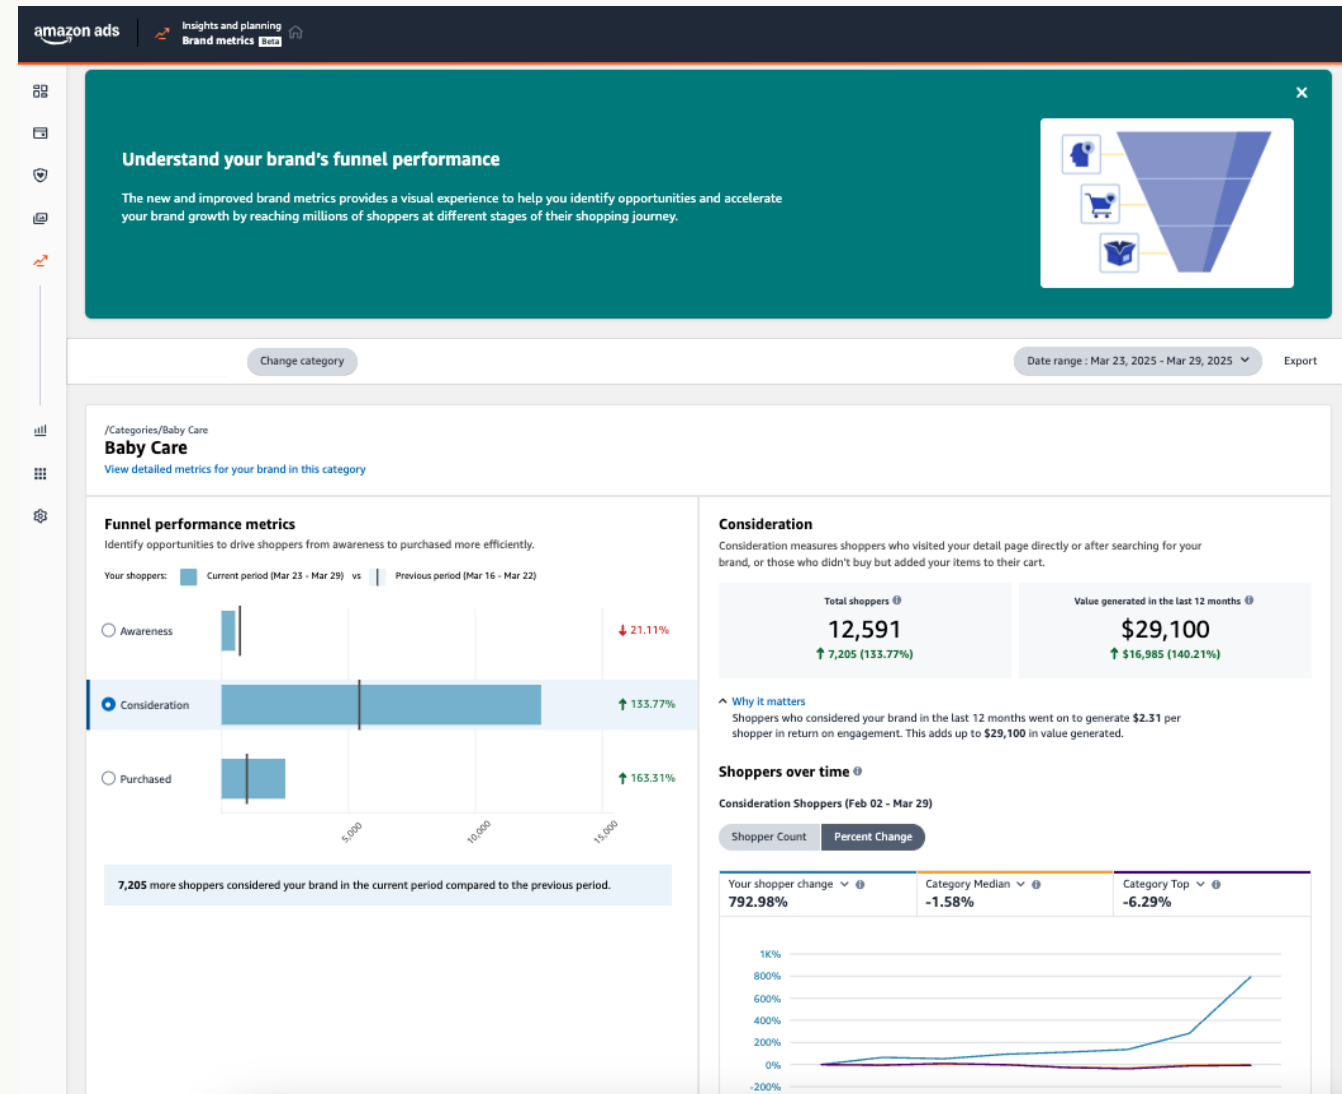 amazon ads
Insights and planning
Brand metrics Beta
Understand your brand's funnel performance
The new and improved brand metrics provides a visual experience to help you identify opportunities and accelerate
your brand growth by reaching millions of shoppers at different stages of their shopping journey.
Change category
Date range : Mar 23, 2025 - Mar 29, 2025
Export
/Categories/Baby Care
Baby Care
View detailed metrics for your brand in this category
Funnel performance metrics
Identify opportunities to drive shoppers from awareness to purchased more efficiently.
Your shoppers: Current period (Mar 23 - Mar 29) vs Previous period (Mar 16 - Mar 22)
Awareness
21.11%
Consideration
133.77%
Purchased
163.31%
5,000
10,000
15,000
7,205 more shoppers considered your brand in the current period compared to the previous period.
Consideration
Consideration measures shoppers who visited your detail page directly or after searching for your
brand, or those who didn't buy but added your items to their cart.
Total shoppers
12,591
7,205 (133.77%)
Value generated in the last 12 months
$29,100
$16,985 (140.21%)
Why it matters
Shoppers who considered your brand in the last 12 months went on to generate $2.31 per
shopper in return on engagement. This adds up to $29,100 in value generated.
Shoppers over time
Consideration Shoppers (Feb 02 - Mar 29)
Shopper Count
Percent Change
Your shopper change
792.98%
Category Median
-1.58%
Category Top
-6.29%
1K%
800%
600%
400%
200%
0%
-200%